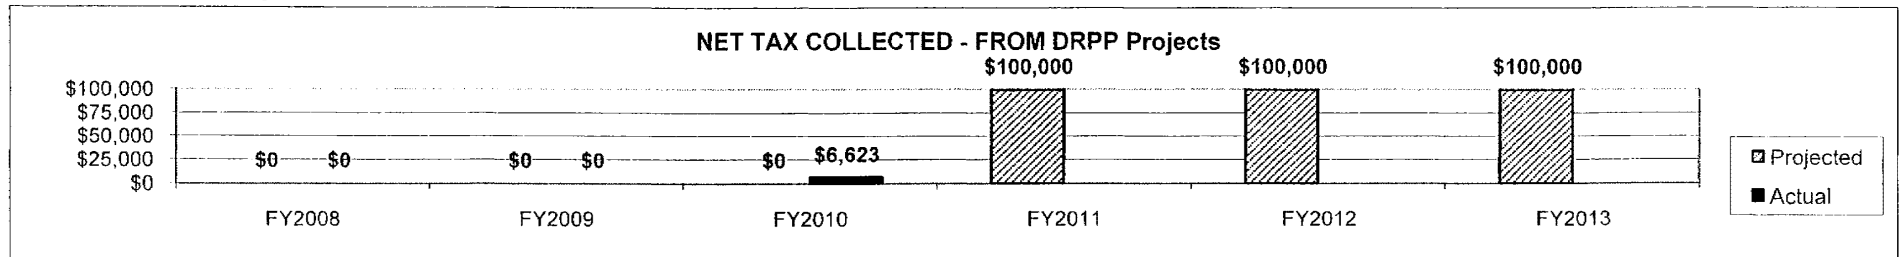 NET TAX COLLECTED - FROM DRPP Projects
$100,000 $100,000 $100,000
$100,000
$75,000
$50,000
$25,000
$0
$0 $0 $0 $0 $0 $6,623
FY2008 FY2009 FY2010 FY2011 FY2012 FY2013
Projected
Actual